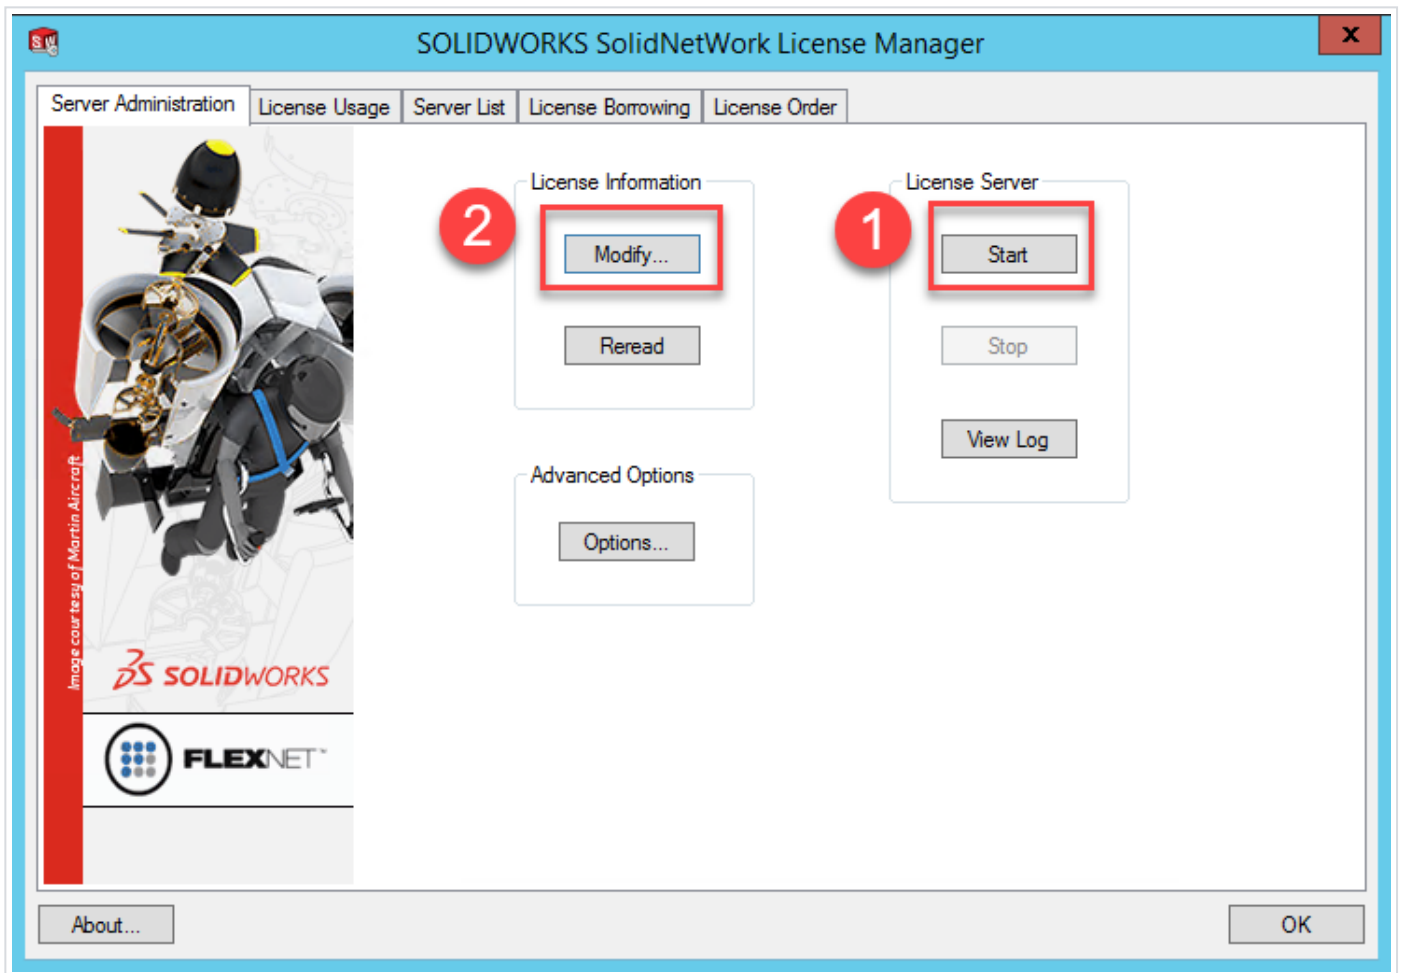 SOLIDWORKS SolidNetWork License Manager
x
Server Administration
License Usage
Server List
License Borrowing
License Order
License Information
2
Modify...
Reread
License Server
1
Start
Stop
View Log
Advanced Options
Options...
Image courtesy of Martin Aircraft
SOLIDWORKS
FLEXNET
About...
OK